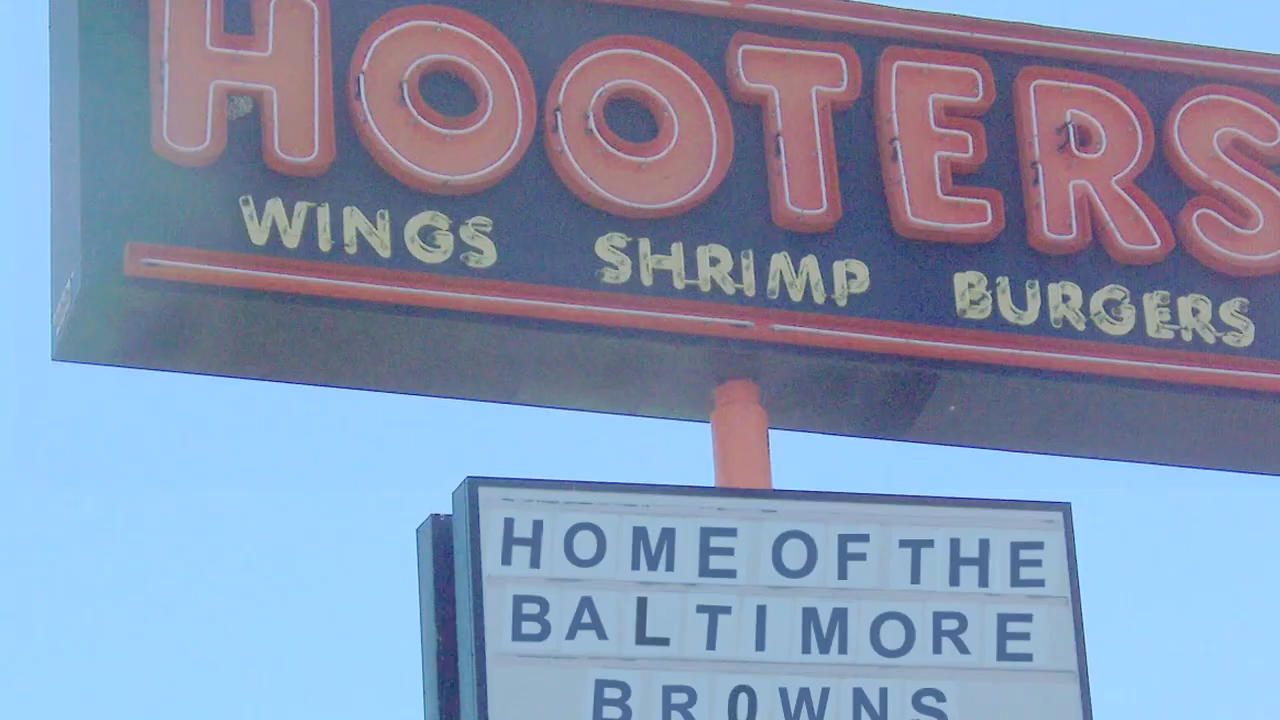 HOOTERS
WINGS SHRIMP BURGERS
HOME OF THE
BALTIMORE
BR0WNS